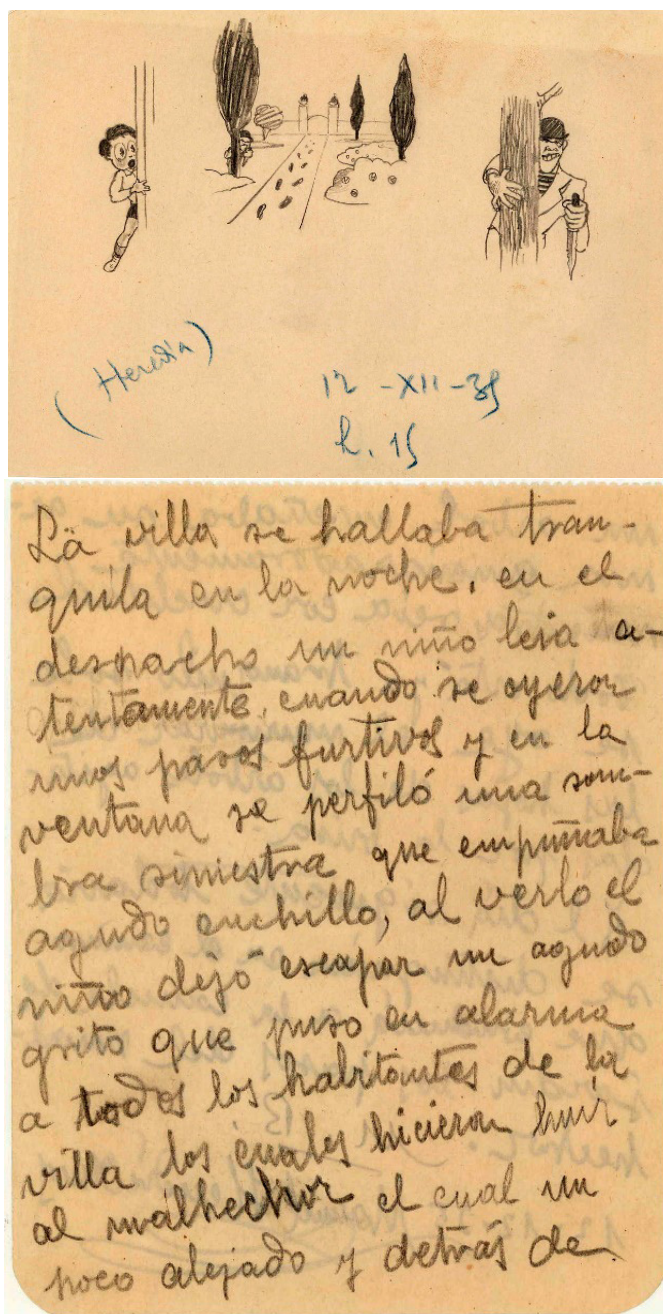 (Heredia)
12-XII-35
h. 15
La villa se hallaba tran-
quila en la noche, en el
despacho un niño leia a-
tentamente, cuando se oyeron
unos pasos furtivos y en la
ventana se perfiló una som-
bra siniestra que empuñaba
agudo cuchillo, al verlo el
niño dejó escapar un agudo
grito que puso en alarma
a todos los habitantes de la
villa los cuales hicieron huir
al malhechor el cual un
poco alejado y detrás de